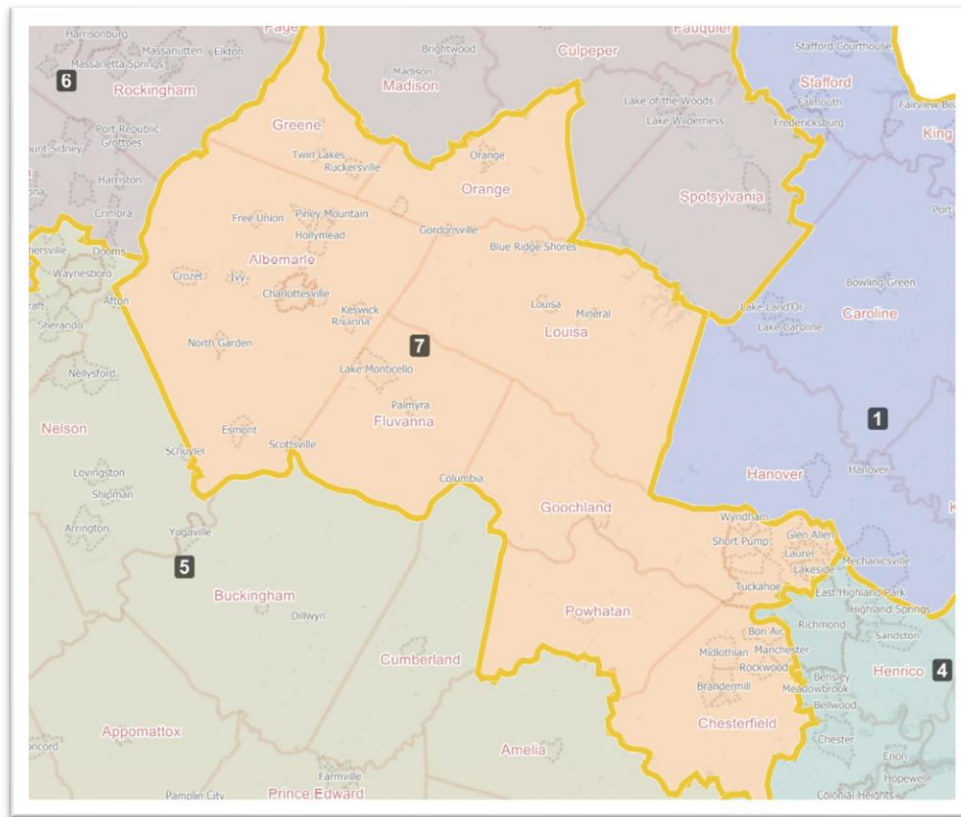 Harrisonburg
Page
Fauquier
Massanutten
Elkton
Brightwood
Culpeper
Stafford Courthouse
Massanetta Springs
Madison
Madison
Stafford
6
Rockingham
Lake of the Woods
Falmouth
Lake Wilderness
Fredericksburg
Greene
King
Port Republic
Grottoes
Twin Lakes
Orange
Ruckersville
Harriston
Orange
Spotsylvania
Crimora
Free Union
Piney Mountain
Hollymead
Gordonsville
Blue Ridge Shores
Dooms
Waynesboro
Albemarle
Crozet
Ivy
Charlottesville
Bowling Green
Afton
Keswick
Rivanna
Louisa
Mineral
Lake Land'Or
Caroline
Sherando
Louisa
Lake Caroline
North Garden
7
Nellysford
Lake Monticello
Palmyra
Fluvanna
1
Nelson
Esmont
Scottsville
Schuyler
Lovingston
Columbia
Hanover
Hanover
Shipman
Goochland
Arrington
Yogaville
Wyndham
Short Pump
Glen Allen
Laurel
Lakeside
Mechanicsville
5
Tuckahoe
Buckingham
East Highland Park
Dillwyn
Powhatan
Highland Springs
Richmond
Bon Air
Sandston
Cumberland
Midlothian
Manchester
Rockwood
Henrico
4
Brandermill
Bensley
Meadowbrook
Bellwood
Appomattox
Chesterfield
Chester
Amelia
Enon
Farmville
Hopewell
Pamplin City
Prince Edward
Colonial Heights